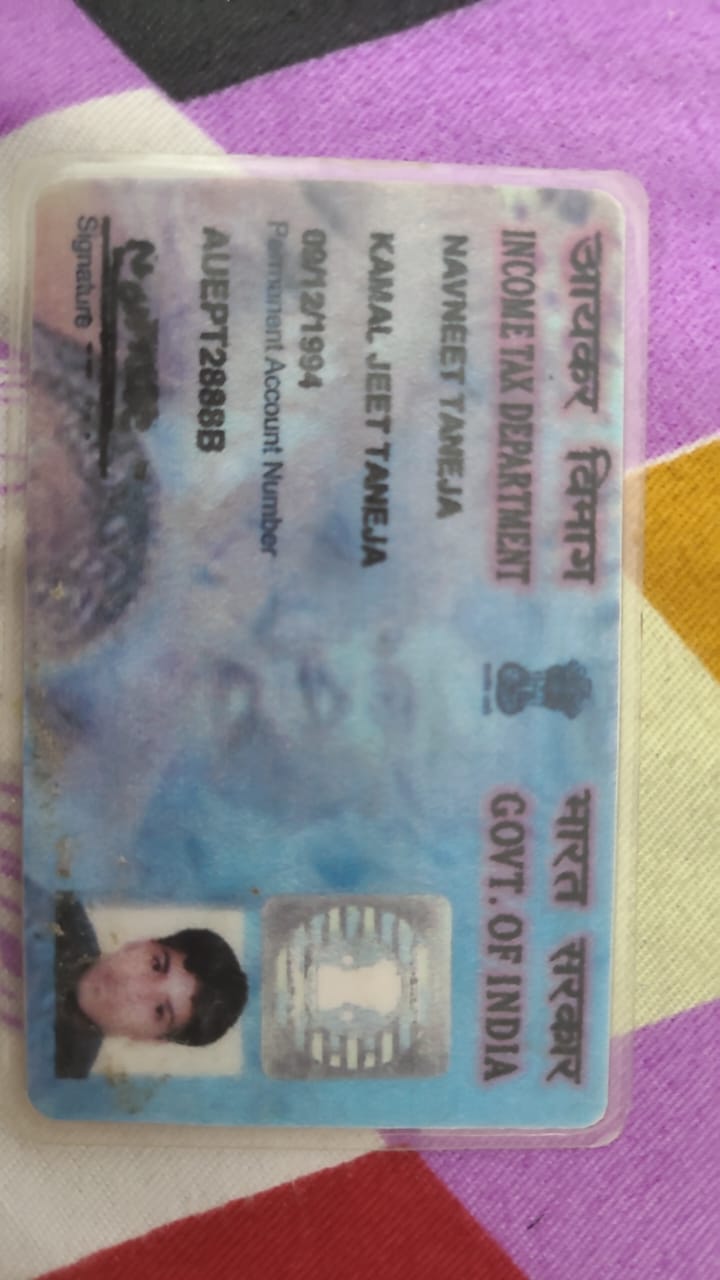 आयकर विभाग
INCOME TAX DEPARTMENT
भारत सरकार
GOVT. OF INDIA
NAVNEET TANEJA
KAMAL JEET TANEJA
09/12/1994
Permanent Account Number
AUEPT2888B
Signature